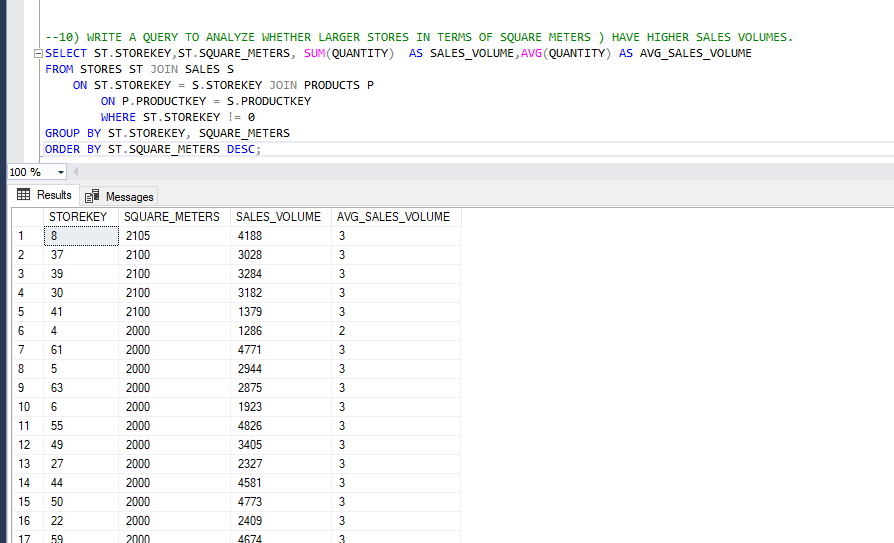 --10) WRITE A QUERY TO ANALYZE WHETHER LARGER STORES IN TERMS OF SQUARE METERS ) HAVE HIGHER SALES VOLUMES.
SELECT ST.STOREKEY,ST.SQUARE_METERS, SUM(QUANTITY)  AS SALES_VOLUME,AVG(QUANTITY) AS AVG_SALES_VOLUME
FROM STORES ST JOIN SALES S
ON ST.STOREKEY = S.STOREKEY JOIN PRODUCTS P
ON P.PRODUCTKEY = S.PRODUCTKEY
WHERE ST.STOREKEY != 0
GROUP BY ST.STOREKEY, SQUARE_METERS
ORDER BY ST.SQUARE_METERS DESC;
100 %
Results Messages
STOREKEY SQUARE_METERS SALES_VOLUME AVG_SALES_VOLUME
1 8 2105 4188 3
2 37 2100 3028 3
3 39 2100 3284 3
4 30 2100 3182 3
5 41 2100 1379 3
6 4 2000 1286 2
7 61 2000 4771 3
8 5 2000 2944 3
9 63 2000 2875 3
10 6 2000 1923 3
11 55 2000 4826 3
12 49 2000 3405 3
13 27 2000 2327 3
14 44 2000 4581 3
15 50 2000 4773 3
16 22 2000 2409 3
17 59 2000 4674 3